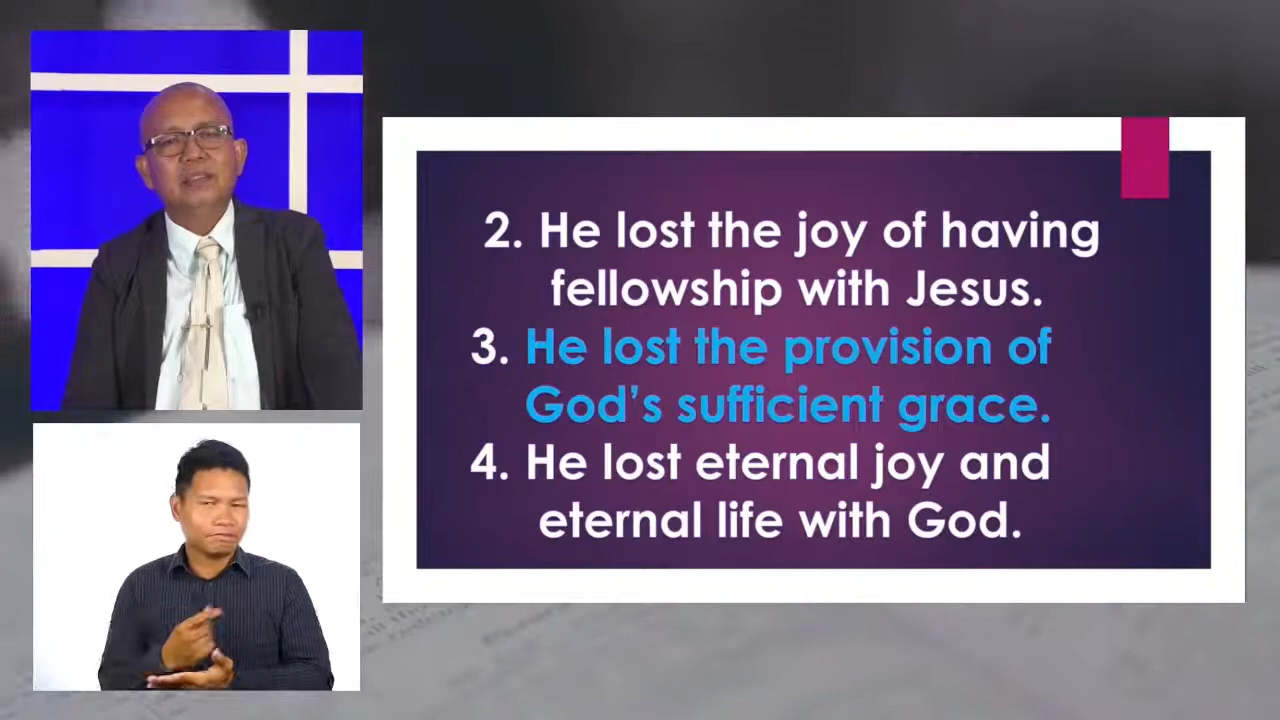 2. He lost the joy of having
fellowship with Jesus.
3. He lost the provision of
God's sufficient grace.
4. He lost eternal joy and
eternal life with God.